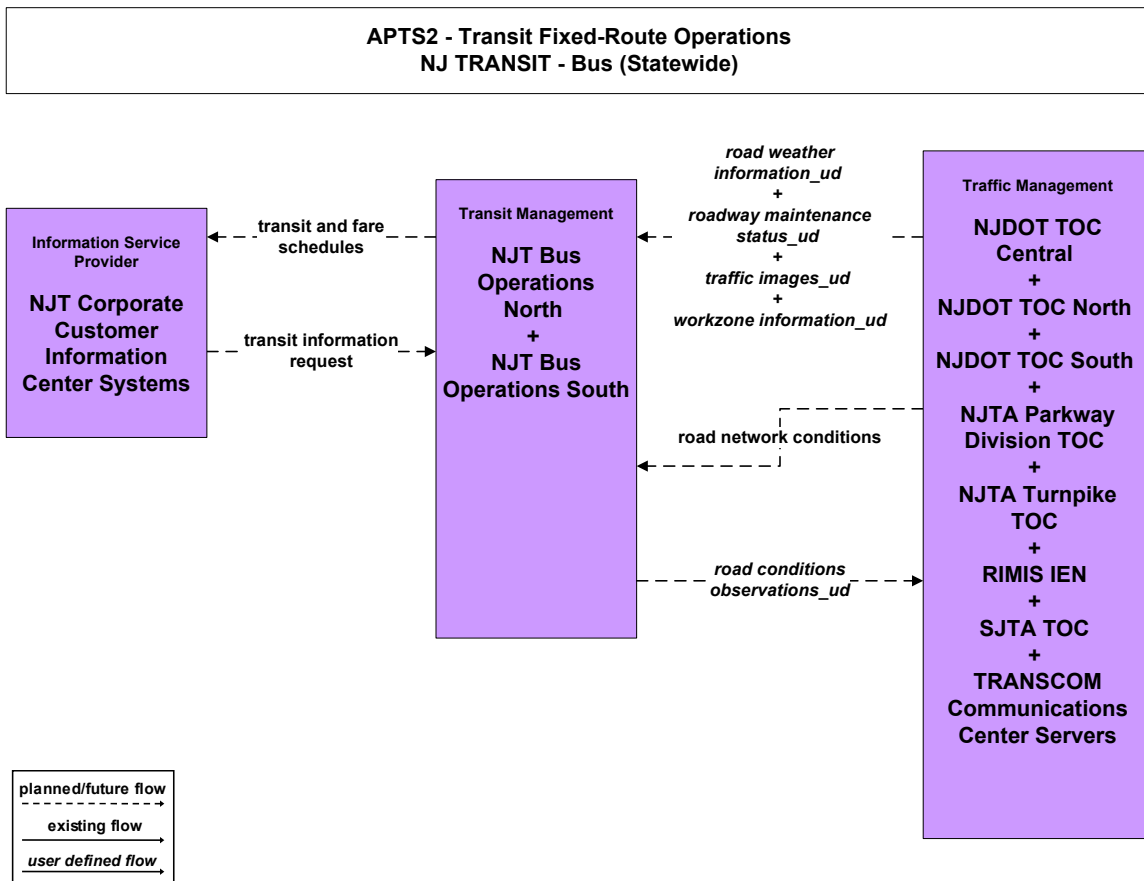 APTS2 - Transit Fixed-Route Operations
NJ TRANSIT - Bus (Statewide)
Information Service
Provider
NJT Corporate
Customer
Information
Center Systems
transit and fare
schedules
transit information
request
Transit Management
NJT Bus
Operations
North
+
NJT Bus
Operations South
road weather
information_ud
+
roadway maintenance
status_ud
+
traffic images_ud
+
workzone information_ud
road network conditions
road conditions
observations_ud
Traffic Management
NJDOT TOC
Central
+
NJDOT TOC North
+
NJDOT TOC South
+
NJTA Parkway
Division TOC
+
NJTA Turnpike
TOC
+
RIMIS IEN
+
SJTA TOC
+
TRANSCOM
Communications
Center Servers
planned/future flow
existing flow
user defined flow